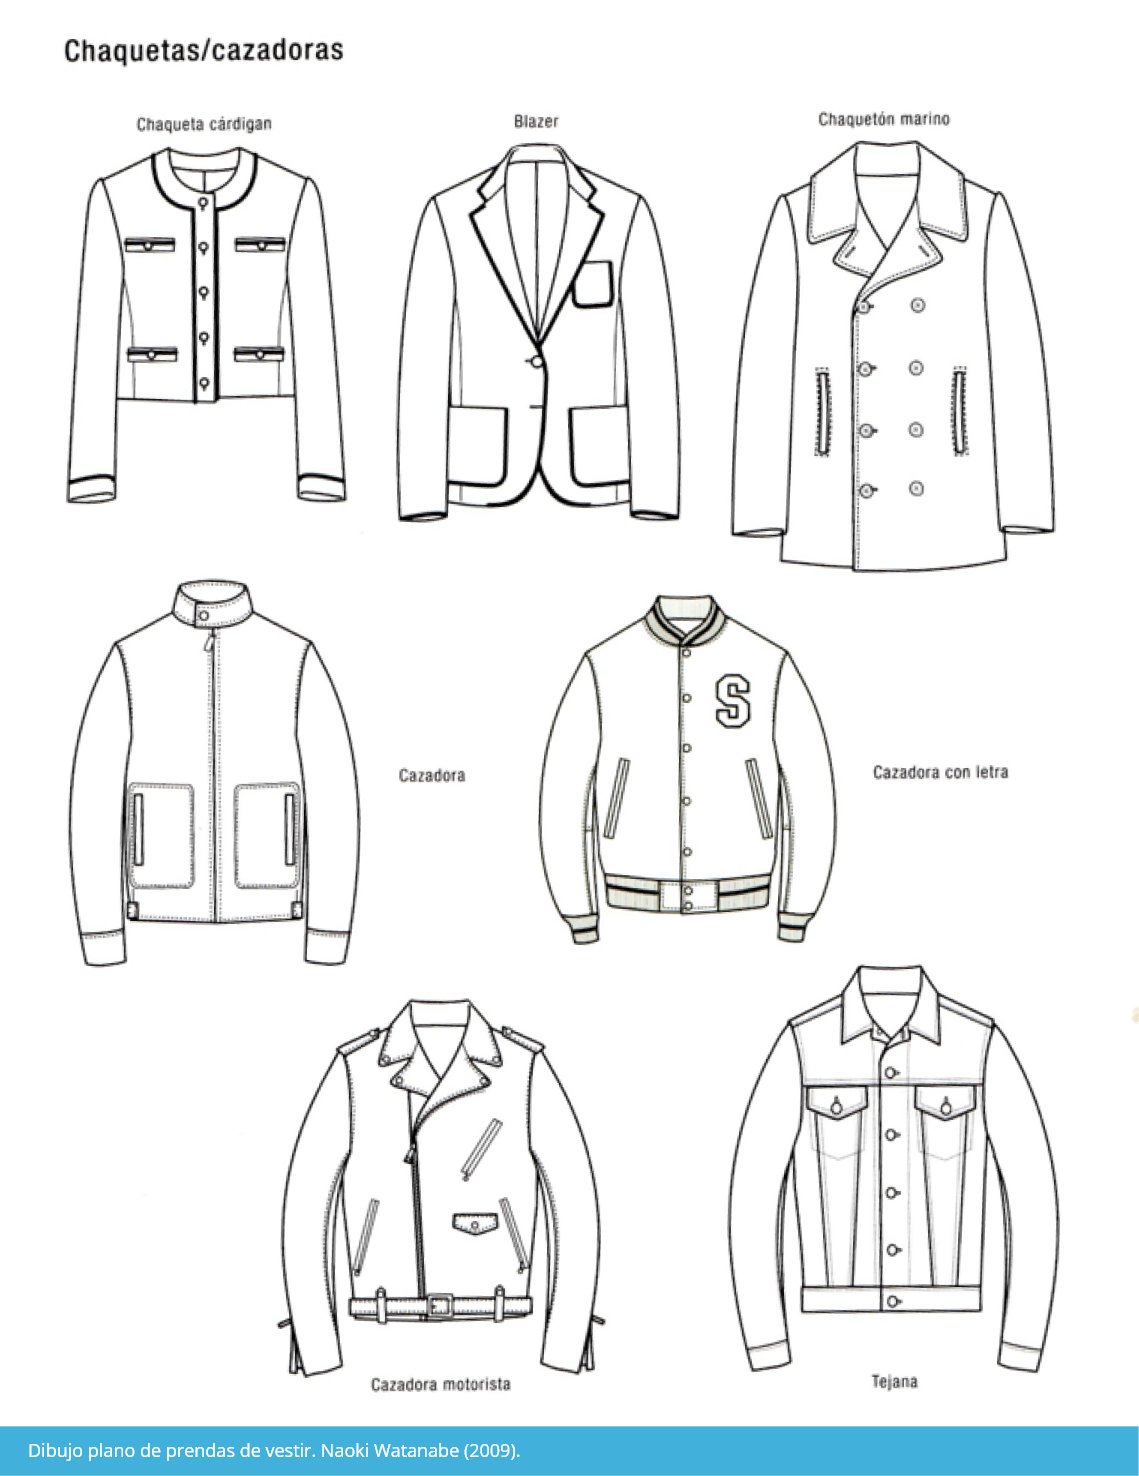 Chaquetas/cazadoras
Chaqueta cárdigan
Blazer
Chaquetón marino
Cazadora
S
Cazadora con letra
Cazadora motorista
Tejana
Dibujo plano de prendas de vestir. Naoki Watanabe (2009).